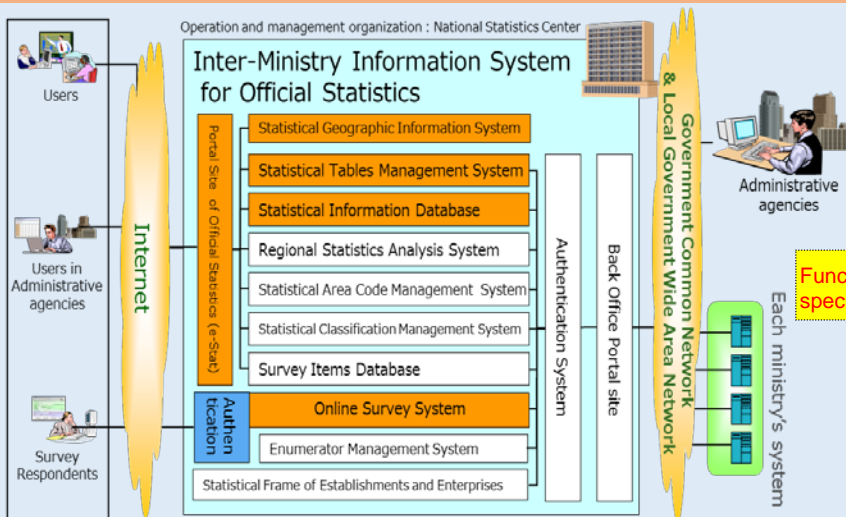 Operation and management organization : National Statistics Center
Inter-Ministry Information System
for Official Statistics
Users
Users in
Administrative
agencies
Survey
Respondents
Internet
Portal Site of Official Statistics (e-Stat)
Statistical Geographic Information System
Statistical Tables Management System
Statistical Information Database
Regional Statistics Analysis System
Statistical Area Code Management System
Statistical Classification Management System
Survey Items Database
Authen
tication
Online Survey System
Enumerator Management System
Statistical Frame of Establishments and Enterprises
Authentication System
Back Office Portal site
Government Common Network
& Local Government Wide Area Network
Administrative
agencies
Each ministry's system
Func
spec